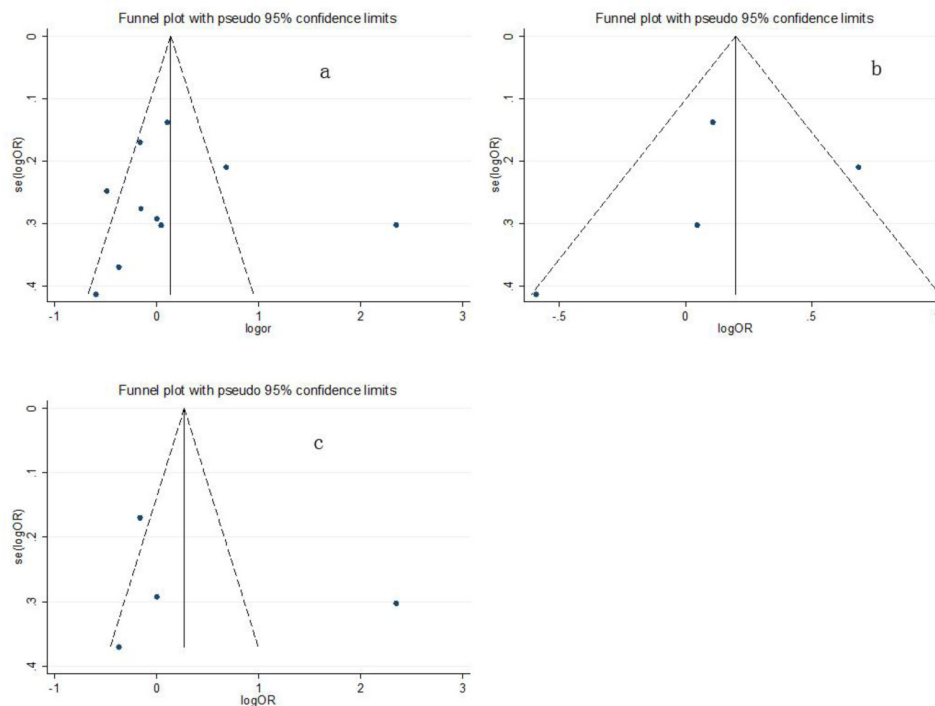 Funnel plot with pseudo 95% confidence limits
a
se(logOR)
0
.1
.2
.3
.4
-1
0
1
2
3
logor
Funnel plot with pseudo 95% confidence limits
b
se(logOR)
0
.1
.2
.3
.4
-.5
0
.5
logOR
Funnel plot with pseudo 95% confidence limits
c
se(logOR)
0
.1
.2
.3
.4
-1
0
1
2
3
logOR